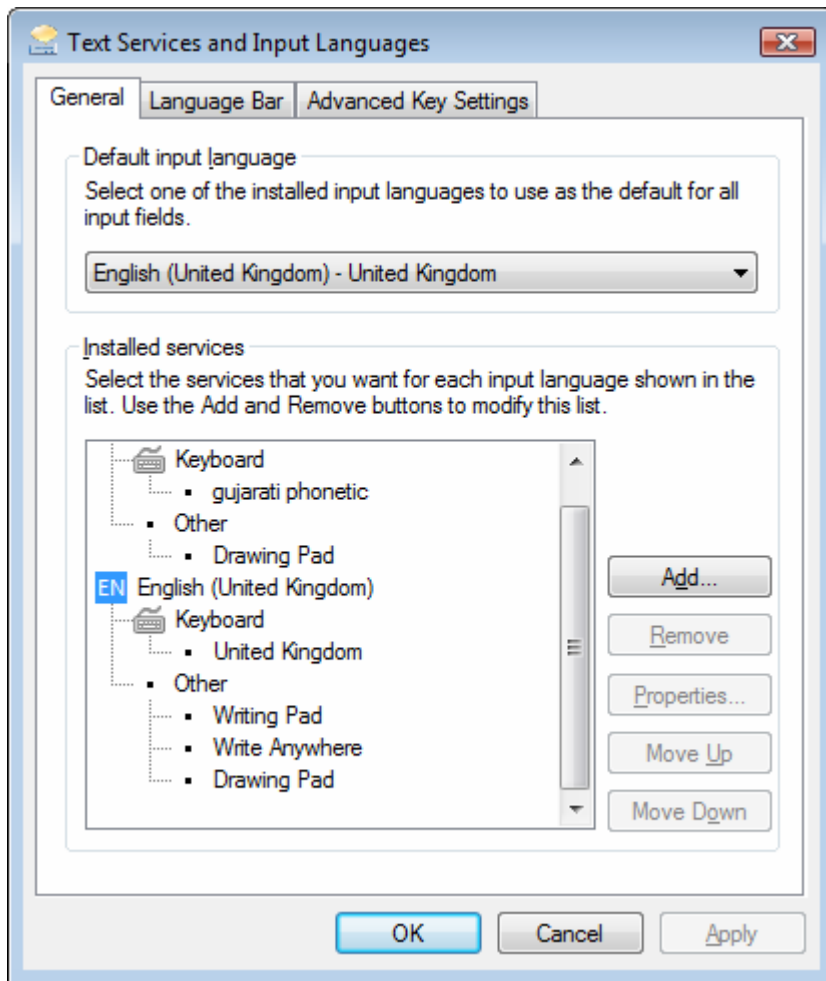 Text Services and Input Languages
General
Language Bar
Advanced Key Settings
Default input language
Select one of the installed input languages to use as the default for all
input fields.
English (United Kingdom) - United Kingdom
Installed services
Select the services that you want for each input language shown in the
list. Use the Add and Remove buttons to modify this list.
Keyboard
gujarati phonetic
Other
Drawing Pad
EN English (United Kingdom)
Keyboard
United Kingdom
Other
Writing Pad
Write Anywhere
Drawing Pad
Add...
Remove
Properties...
Move Up
Move Down
OK
Cancel
Apply